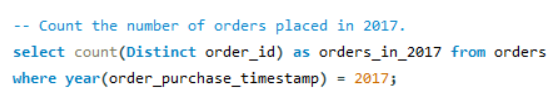 -- Count the number of orders placed in 2017.
select count(Distinct order_id) as orders_in_2017 from orders
where year(order_purchase_timestamp) = 2017;